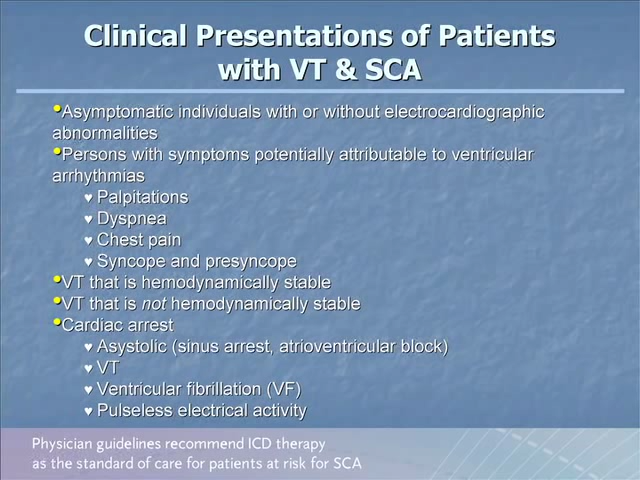 Clinical Presentations of Patients
with VT & SCA
•Asymptomatic individuals with or without electrocardiographic
abnormalities
•Persons with symptoms potentially attributable to ventricular
arrhythmias
♥ Palpitations
♥ Dyspnea
♥ Chest pain
♥ Syncope and presyncope
•VT that is hemodynamically stable
•VT that is not hemodynamically stable
•Cardiac arrest
♥ Asystolic (sinus arrest, atrioventricular block)
♥ VT
♥ Ventricular fibrillation (VF)
♥ Pulseless electrical activity
Physician guidelines recommend ICD therapy
as the standard of care for patients at risk for SCA